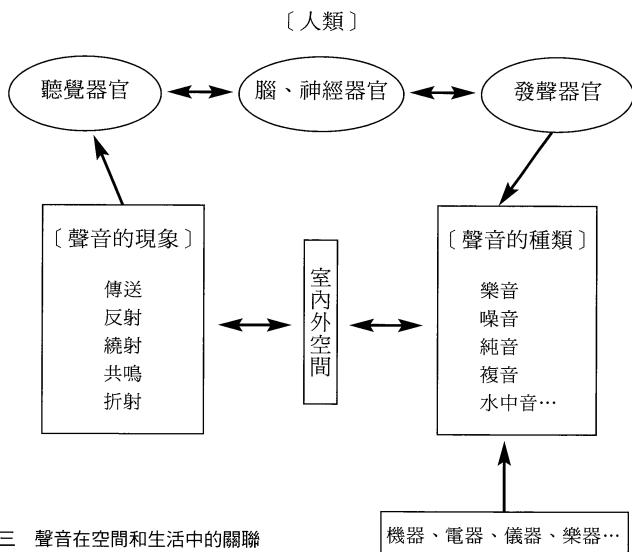 〔人類〕
聽覺器官
腦、神經器官
發聲器官
〔聲音的現象〕
傳送
反射
繞射
共鳴
折射
室內外空間
〔聲音的種類〕
樂音
噪音
純音
複音
水中音…
機器、電器、儀器、樂器…
三 聲音在空間和生活中的關聯